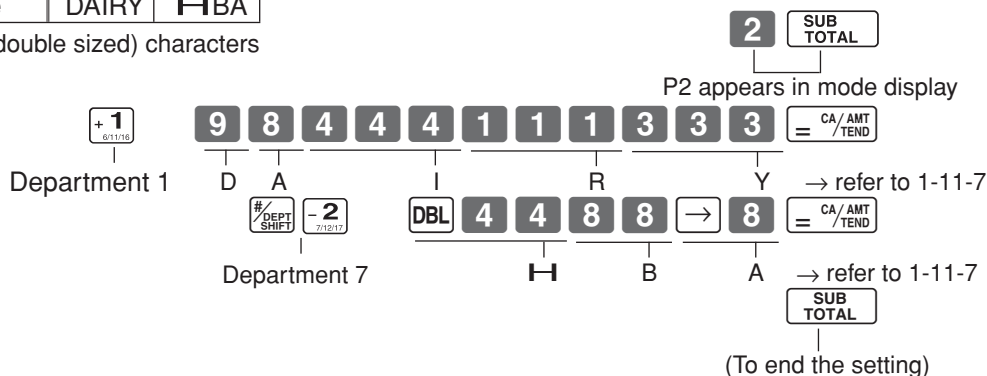 DAIRY HBA
double sized) characters
2 SUB TOTAL
P2 appears in mode display
+ 1 6/11/16 9 8 4 4 4 1 1 1 3 3 3 = CA/AMT/TEND
Department 1 D A I R Y → refer to 1-11-7
#/DEPT SHIFT - 2 7/12/17 DBL 4 4 8 8 → 8 = CA/AMT/TEND
Department 7 H B A → refer to 1-11-7
SUB TOTAL
(To end the setting)